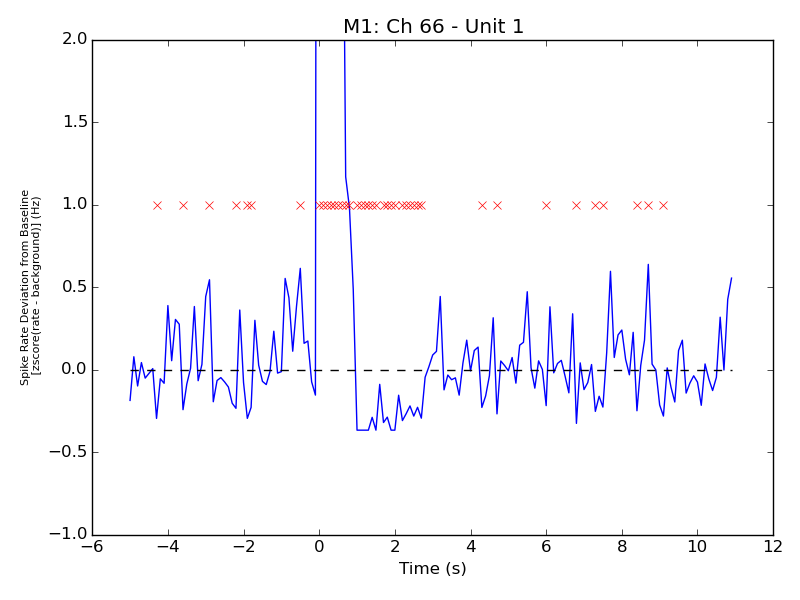 M1: Ch 66 - Unit 1
2.0
1.5
1.0
0.5
0.0
−0.5
−1.0
Spike Rate Deviation from Baseline
[zscore(rate - background)] (Hz)
−6 −4 −2 0 2 4 6 8 10 12
Time (s)